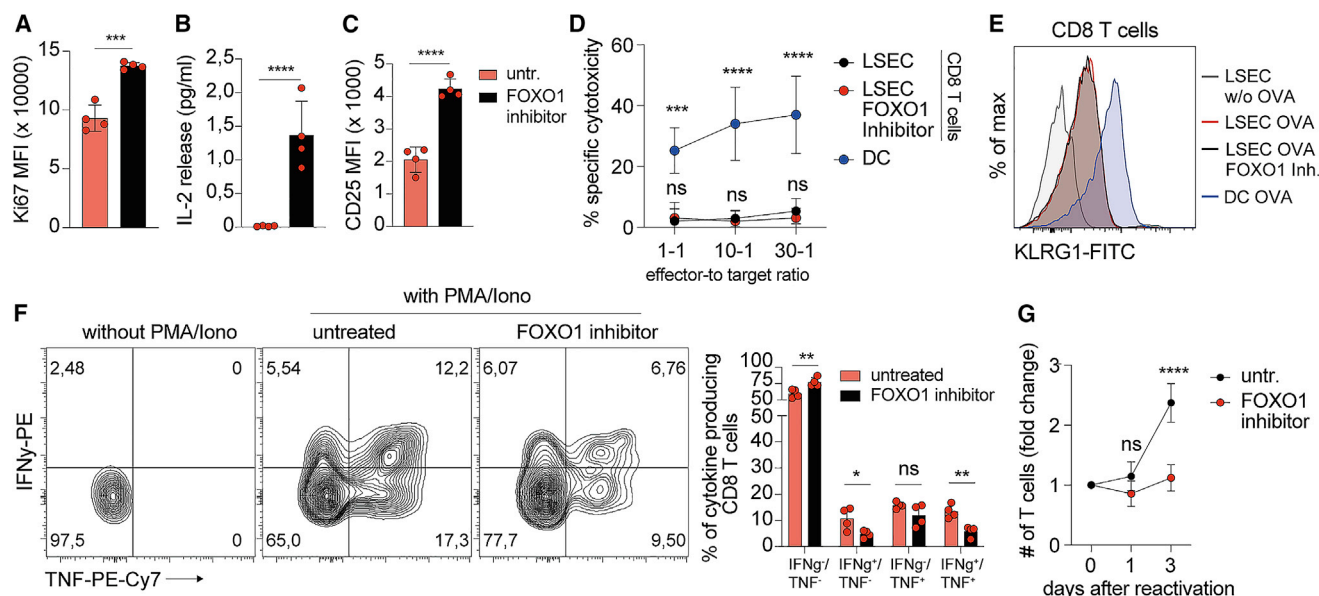 A
Ki67 MFI (x 10000)
15
10
5
0
***
B
IL-2 release (pg/ml)
2,5
2,0
1,5
1,0
0,5
0
****
C
CD25 MFI (x 1000)
5
4
3
2
1
0
****
untr.
FOXO1
inhibitor
D
% specific cytotoxicity
60
40
20
0
***
****
****
ns
ns
ns
1-1
10-1
30-1
effector-to target ratio
LSEC
LSEC
FOXO1
Inhibitor
DC
CD8 T cells
E
CD8 T cells
% of max
KLRG1-FITC
LSEC
w/o OVA
LSEC OVA
LSEC OVA
FOXO1 Inh.
DC OVA
F
with PMA/Iono
without PMA/Iono
untreated
FOXO1 inhibitor
IFNy-PE
2,48
0
97,5
0
5,54
12,2
65,0
17,3
6,07
6,76
77,7
9,50
TNF-PE-Cy7
% of cytokine producing
CD8 T cells
100
75
50
50
40
30
20
10
0
**
*
ns
**
untreated
FOXO1 inhibitor
IFNg-/
TNF-
IFNg+/
TNF-
IFNg-/
TNF+
IFNg+/
TNF+
G
# of T cells (fold change)
3
2
1
0
ns
****
untr.
FOXO1
inhibitor
0
1
3
days after reactivation